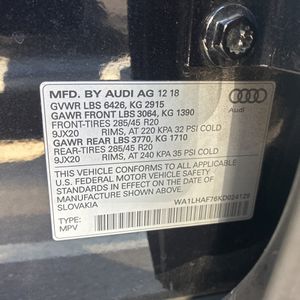 MFD. BY AUDI AG 12 18
GVWR LBS 6426, KG 2915
GAWR FRONT LBS 3064, KG 1390
FRONT-TIRES 285/45 R20
9JX20 RIMS, AT 220 KPA 32 PSI COLD
GAWR REAR LBS 3770, KG 1710
REAR-TIRES 285/45 R20
9JX20 RIMS, AT 240 KPA 35 PSI COLD
THIS VEHICLE CONFORMS
TO ALL APPLICABLE
FEDERAL MOTOR VEHICLE
SAFETY STANDARDS IN
EFFECT ON THE DATE OF
MANUFACTURE SHOWN
ABOVE
SLOVAKIA
TYPE: WA1LHAF76KD024129
MPV